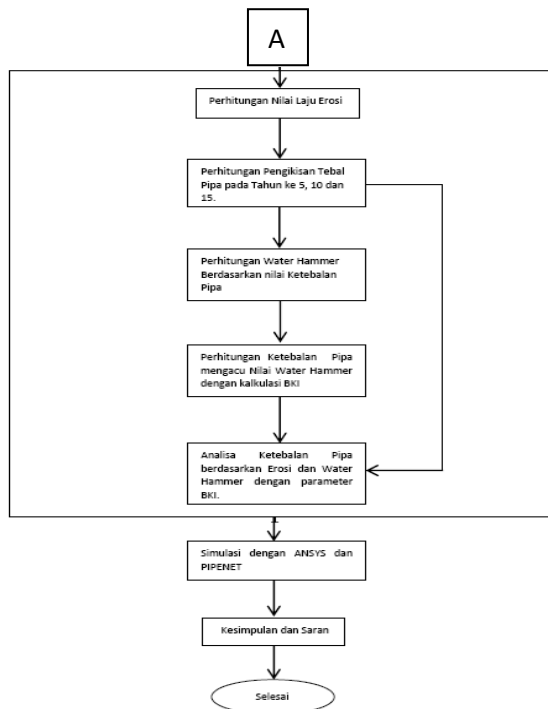 A
Perhitungan Nilai Laju Erosi
Perhitungan Pengikisan Tebal
Pipa pada Tahun ke 5, 10 dan
15.
Perhitungan Water Hammer
Berdasarkan nilai Ketebalan
Pipa
Perhitungan Ketebalan Pipa
mengacu Nilai Water Hammer
dengan kalkulasi BKI
Analisa Ketebalan Pipa
berdasarkan Erosi dan Water
Hammer dengan parameter
BKI.
Simulasi dengan ANSYS dan
PIPENET
Kesimpulan dan Saran
Selesai